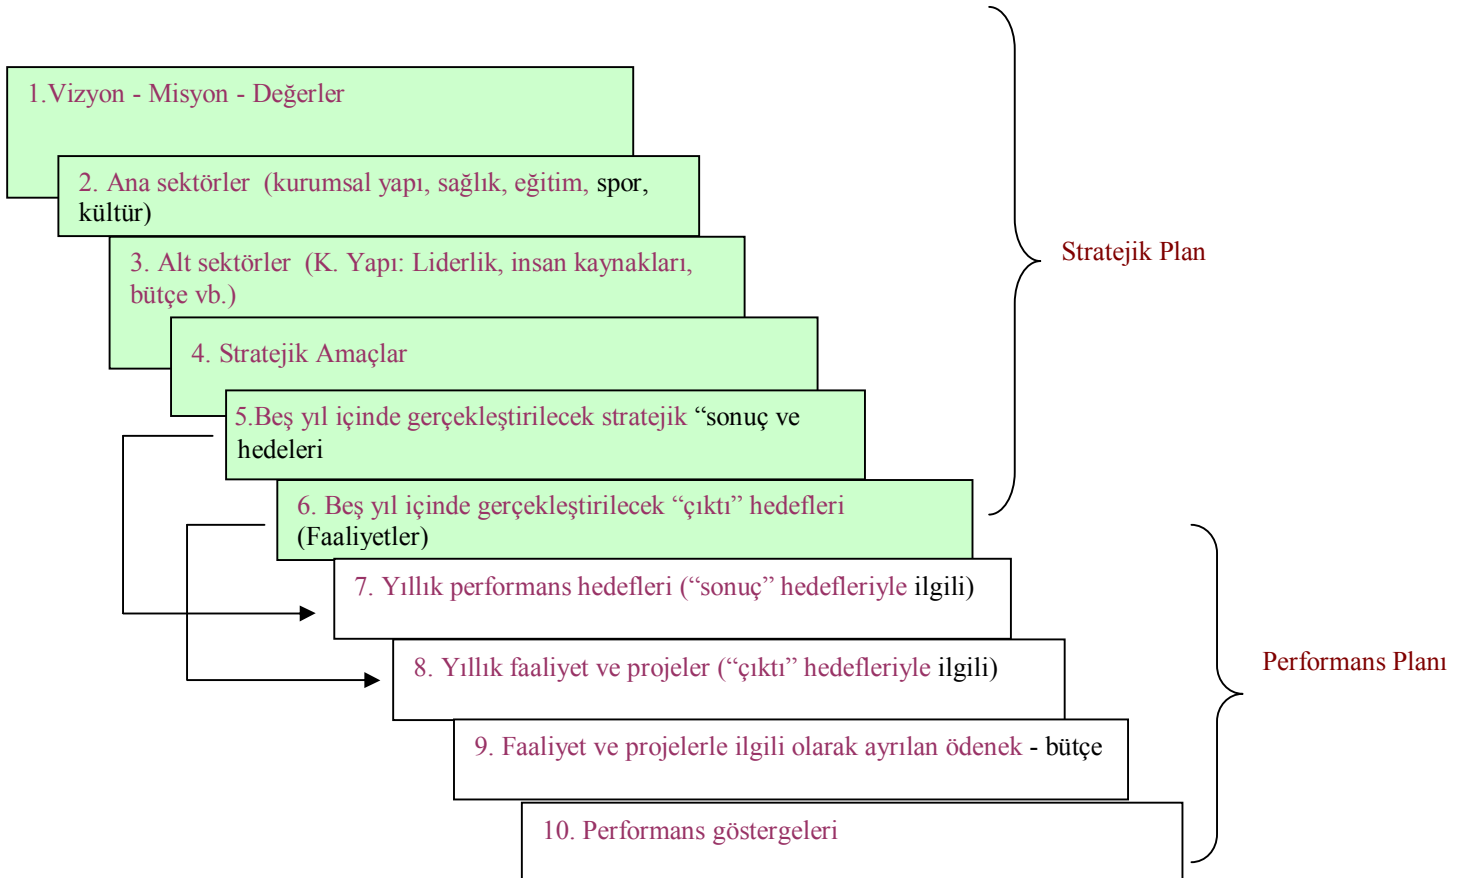 1.Vizyon - Misyon - Değerler
2. Ana sektörler (kurumsal yapı, sağlık, eğitim, spor,
kültür)
3. Alt sektörler (K. Yapı: Liderlik, insan kaynakları,
bütçe vb.)
Stratejik Plan
4. Stratejik Amaçlar
5.Beş yıl içinde gerçekleştirilecek stratejik “sonuç ve
hedeleri
6. Beş yıl içinde gerçekleştirilecek “çıktı” hedefleri
(Faaliyetler)
7. Yıllık performans hedefleri (“sonuç” hedefleriyle ilgili)
8. Yıllık faaliyet ve projeler (“çıktı” hedefleriyle ilgili)
Performans Planı
9. Faaliyet ve projelerle ilgili olarak ayrılan ödenek - bütçe
10. Performans göstergeleri